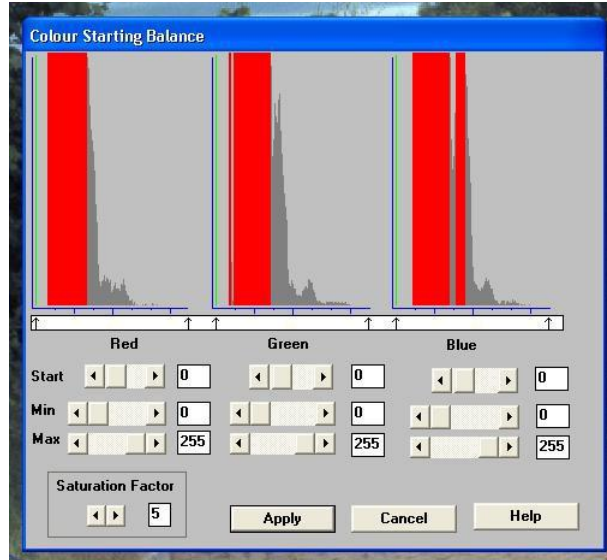 Colour Starting Balance
Red Green Blue
Start 0 0 0
Min 0 0 0
Max 255 255 255
Saturation Factor
5
Apply Cancel Help